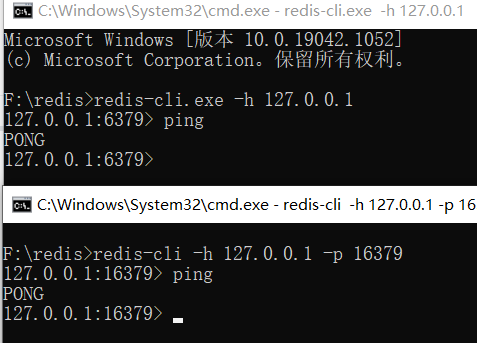 C:\Windows\System32\cmd.exe - redis-cli.exe -h 127.0.0.1
Microsoft Windows [版本 10.0.19042.1052]
(c) Microsoft Corporation。保留所有权利。
F:\redis>redis-cli.exe -h 127.0.0.1
127.0.0.1:6379> ping
PONG
127.0.0.1:6379>
C:\Windows\System32\cmd.exe - redis-cli  -h 127.0.0.1 -p 16
F:\redis>redis-cli -h 127.0.0.1 -p 16379
127.0.0.1:16379> ping
PONG
127.0.0.1:16379>